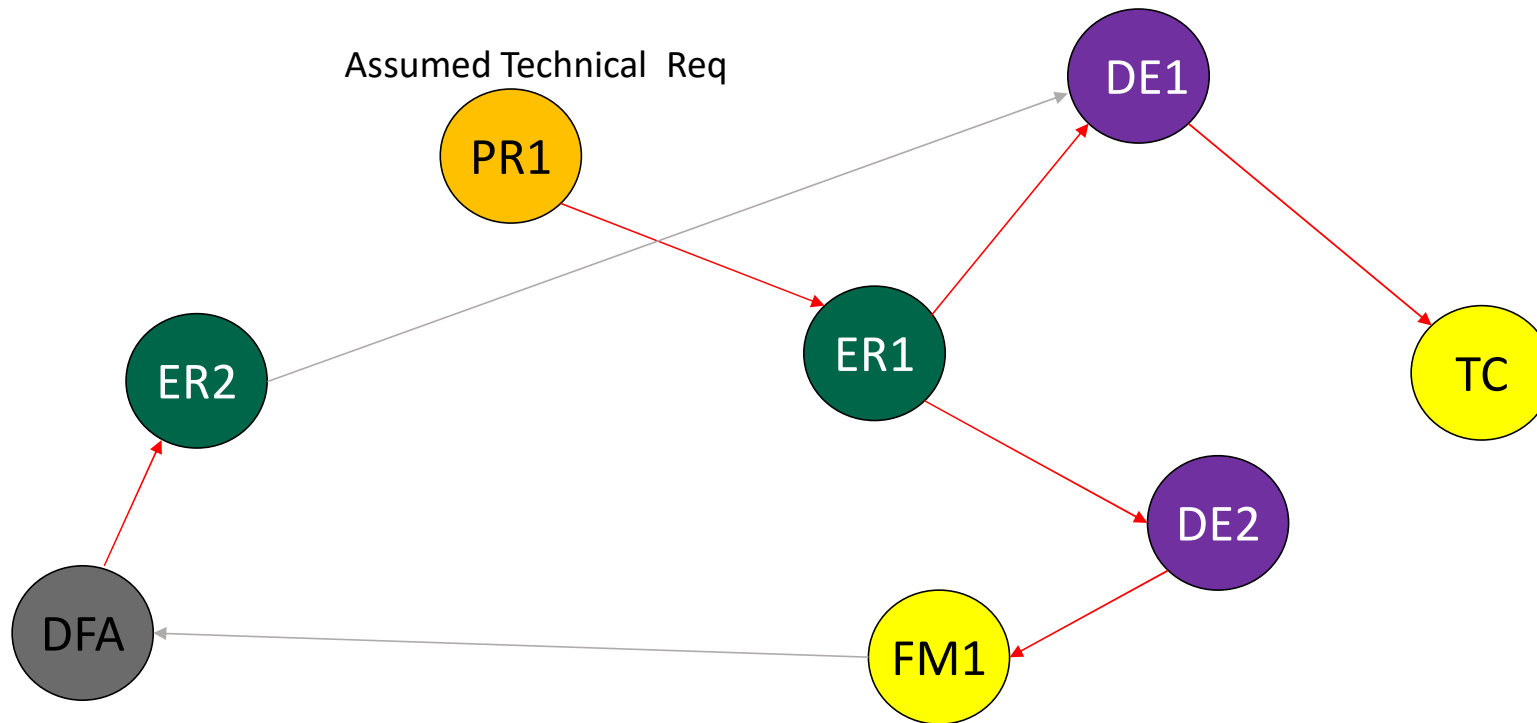 Assumed Technical  Req
DE1
PR1
ER1
ER2
TC
DE2
DFA
FM1